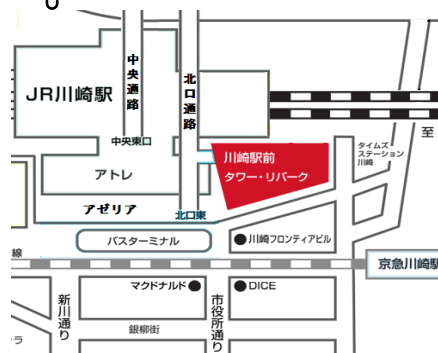 中央通路
北口通路
JR川崎駅
中央東口
川崎駅前
タワー・リパーク
タイムズ
ステーション
川崎
至
アトレ
アゼリア
北口東
バスターミナル
川崎フロンティアビル
線
京急川崎駅
マクドナルド
DICE
新川通り
市役所通り
銀柳街
ラ